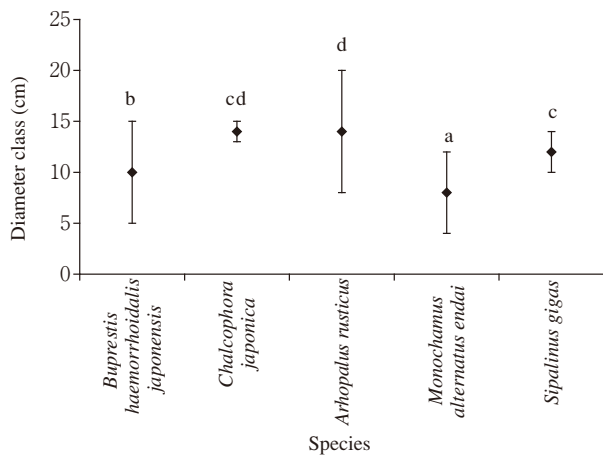 25
20
15
10
5
0
Diameter class (cm)
b
cd
d
a
c
Buprestis
haemorrhoidalis
japonensis
Chalcophora
japonica
Arhopalus rusticus
Monochamus
alternatus endai
Sipalinus gigas
Species